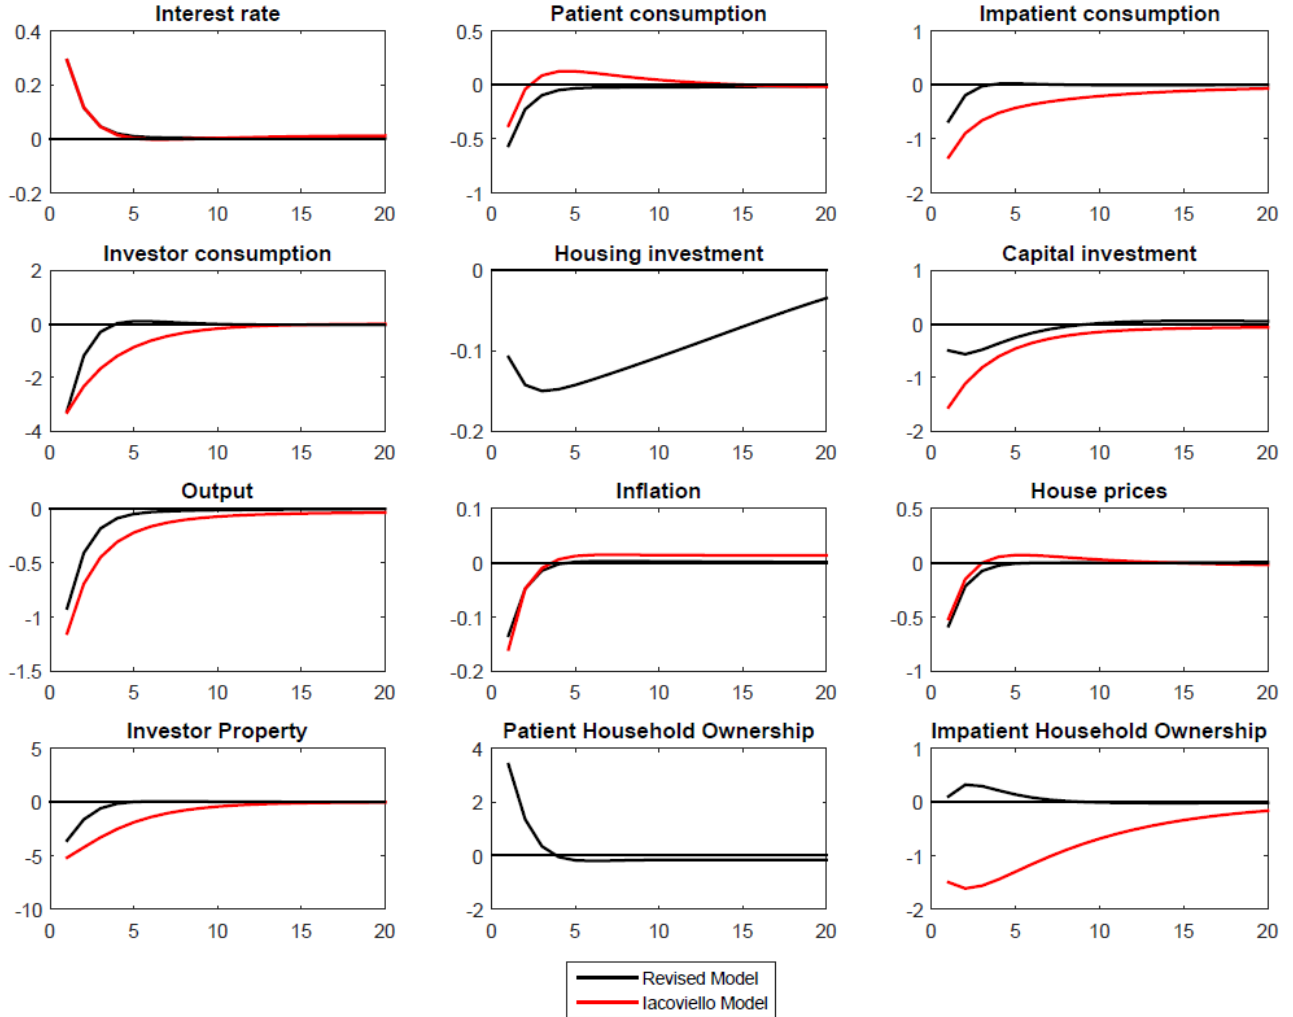 Interest rate
0.4
0.2
0
-0.2
0 5 10 15 20
Patient consumption
0.5
0
-0.5
-1
0 5 10 15 20
Impatient consumption
1
0
-1
-2
0 5 10 15 20
Investor consumption
2
0
-2
-4
0 5 10 15 20
Housing investment
0
-0.1
-0.2
0 5 10 15 20
Capital investment
1
0
-1
-2
0 5 10 15 20
Output
0
-0.5
-1
-1.5
0 5 10 15 20
Inflation
0.1
0
-0.1
-0.2
0 5 10 15 20
House prices
0.5
0
-0.5
-1
0 5 10 15 20
Investor Property
5
0
-5
-10
0 5 10 15 20
Patient Household Ownership
4
2
0
-2
0 5 10 15 20
Impatient Household Ownership
1
0
-1
-2
0 5 10 15 20
Revised Model
Iacoviello Model